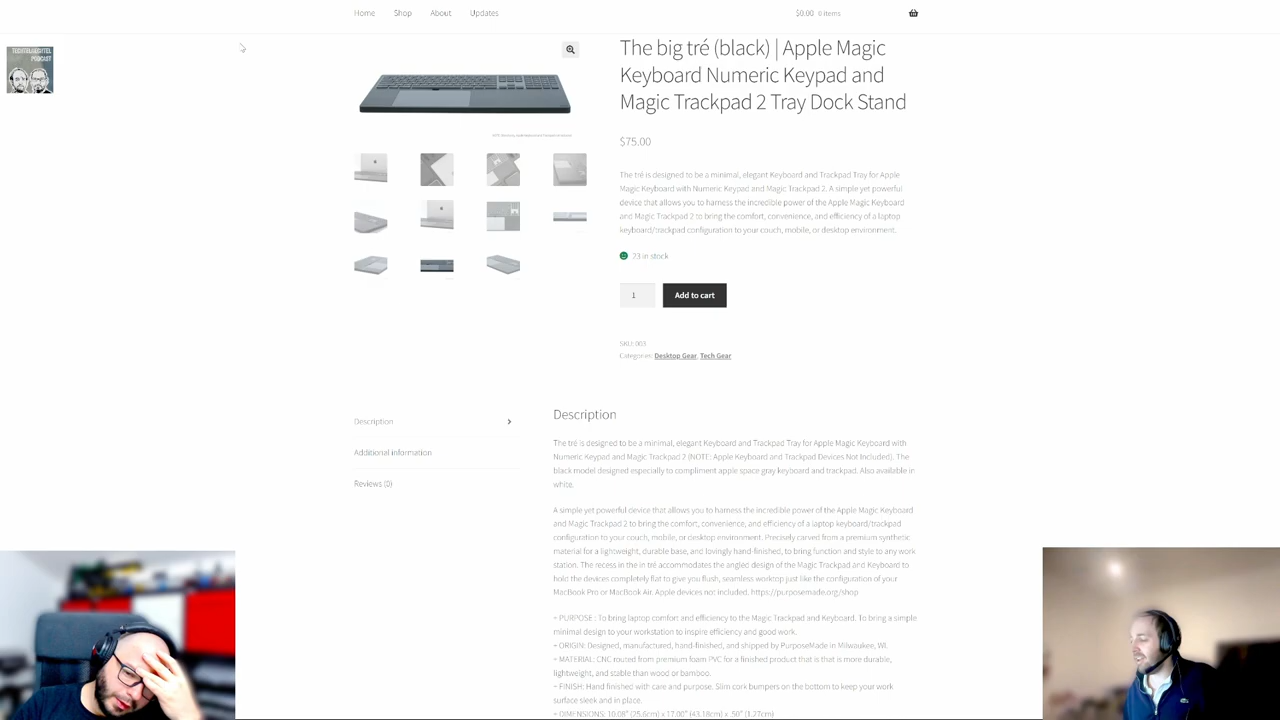 Home Shop About Updates
$0.00 0 items
TECHTELMECHTEL
PODCAST
The big tré (black) | Apple Magic
Keyboard Numeric Keypad and
Magic Trackpad 2 Tray Dock Stand
$75.00
The tré is designed to be a minimal, elegant Keyboard and Trackpad Tray for Apple
Magic Keyboard with Numeric Keypad and Magic Trackpad 2. A simple yet powerful
device that allows you to harness the incredible power of the Apple Magic Keyboard
and Magic Trackpad 2 to bring the comfort, convenience, and efficiency of a laptop
keyboard/trackpad configuration to your couch, mobile, or desktop environment.
23 in stock
1
Add to cart
SKU: 003
Categories: Desktop Gear, Tech Gear
Description
Additional information
Reviews (0)
Description
The tré is designed to be a minimal, elegant Keyboard and Trackpad Tray for Apple Magic Keyboard with
Numeric Keypad and Magic Trackpad 2 (NOTE: Apple Keyboard and Trackpad Devices Not Included). The
black model designed especially to compliment apple space gray keyboard and trackpad. Also available in
white.
A simple yet powerful device that allows you to harness the incredible power of the Apple Magic Keyboard
and Magic Trackpad 2 to bring the comfort, convenience, and efficiency of a laptop keyboard/trackpad
configuration to your couch, mobile, or desktop environment. Precisely carved from a premium synthetic
material for a lightweight, durable base, and lovingly hand-finished, to bring function and style to any work
station. The recess in the in tré accommodates the angled design of the Magic Trackpad and Keyboard to
hold the devices completely flat to give you flush, seamless worktop just like the configuration of your
MacBook Pro or MacBook Air. Apple devices not included. https://purposemade.org/shop
~ PURPOSE : To bring laptop comfort and efficiency to the Magic Trackpad and Keyboard. To bring a simple
minimal design to your workstation to inspire efficiency and good work.
~ ORIGIN: Designed, manufactured, hand-finished, and shipped by PurposeMade in Milwaukee, WI.
~ MATERIAL: CNC routed from premium foam PVC for a finished product that is that is more durable,
lightweight, and stable than wood or bamboo.
~ FINISH: Hand finished with care and purpose. Slim cork bumpers on the bottom to keep your work
surface sleek and in place.
~ DIMENSIONS: 10.08" (25.6cm) x 17.00" (43.18cm) x .50" (1.27cm)